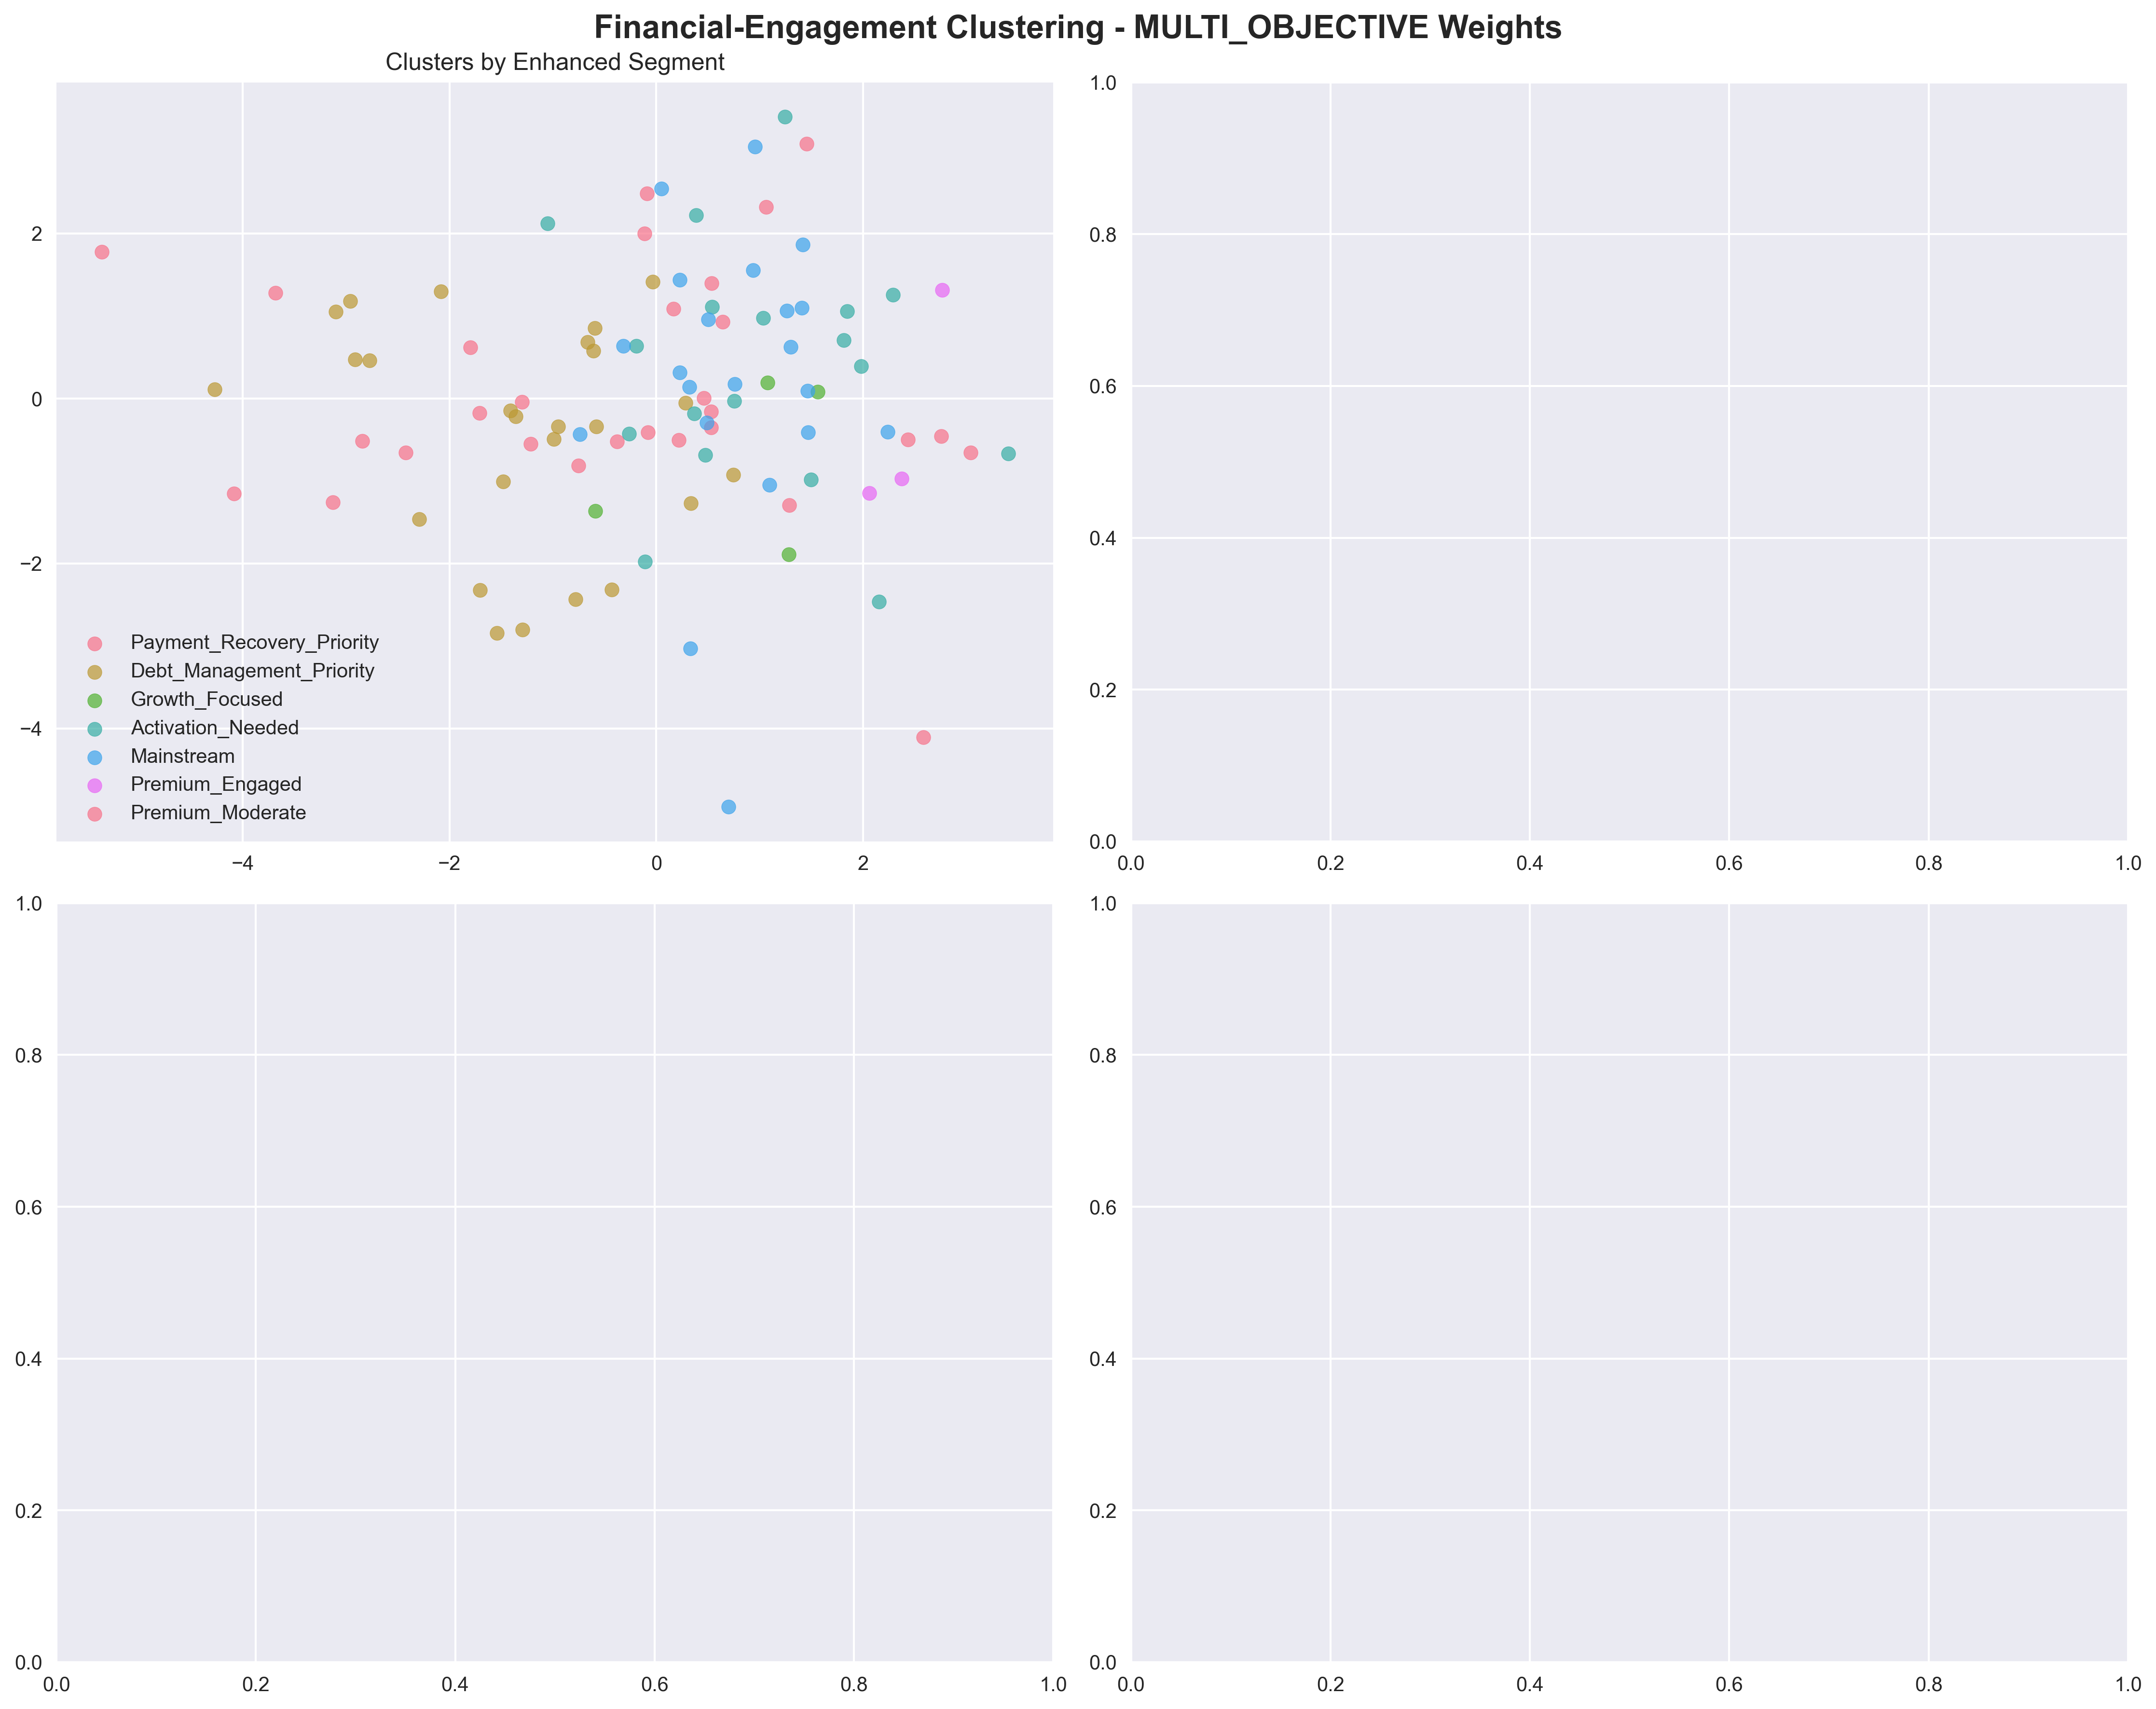 Financial-Engagement Clustering - MULTI_OBJECTIVE Weights
Clusters by Enhanced Segment
2
0
−2
−4
Payment_Recovery_Priority
Debt_Management_Priority
Growth_Focused
Activation_Needed
Mainstream
Premium_Engaged
Premium_Moderate
−4 −2 0 2
1.0
0.8
0.6
0.4
0.2
0.0
0.0 0.2 0.4 0.6 0.8 1.0
1.0
0.8
0.6
0.4
0.2
0.0
0.0 0.2 0.4 0.6 0.8 1.0
1.0
0.8
0.6
0.4
0.2
0.0
0.0 0.2 0.4 0.6 0.8 1.0